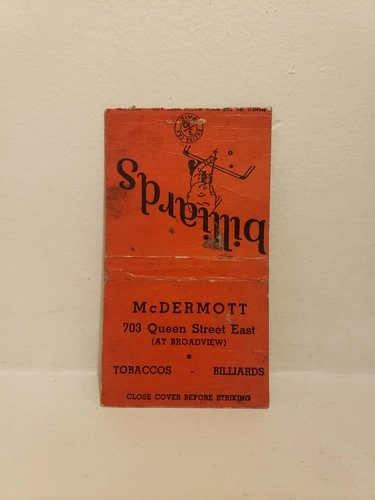 billiards
McDERMOTT
703 Queen Street East
(AT BROADVIEW)
TOBACCOS - BILLIARDS
CLOSE COVER BEFORE STRIKING